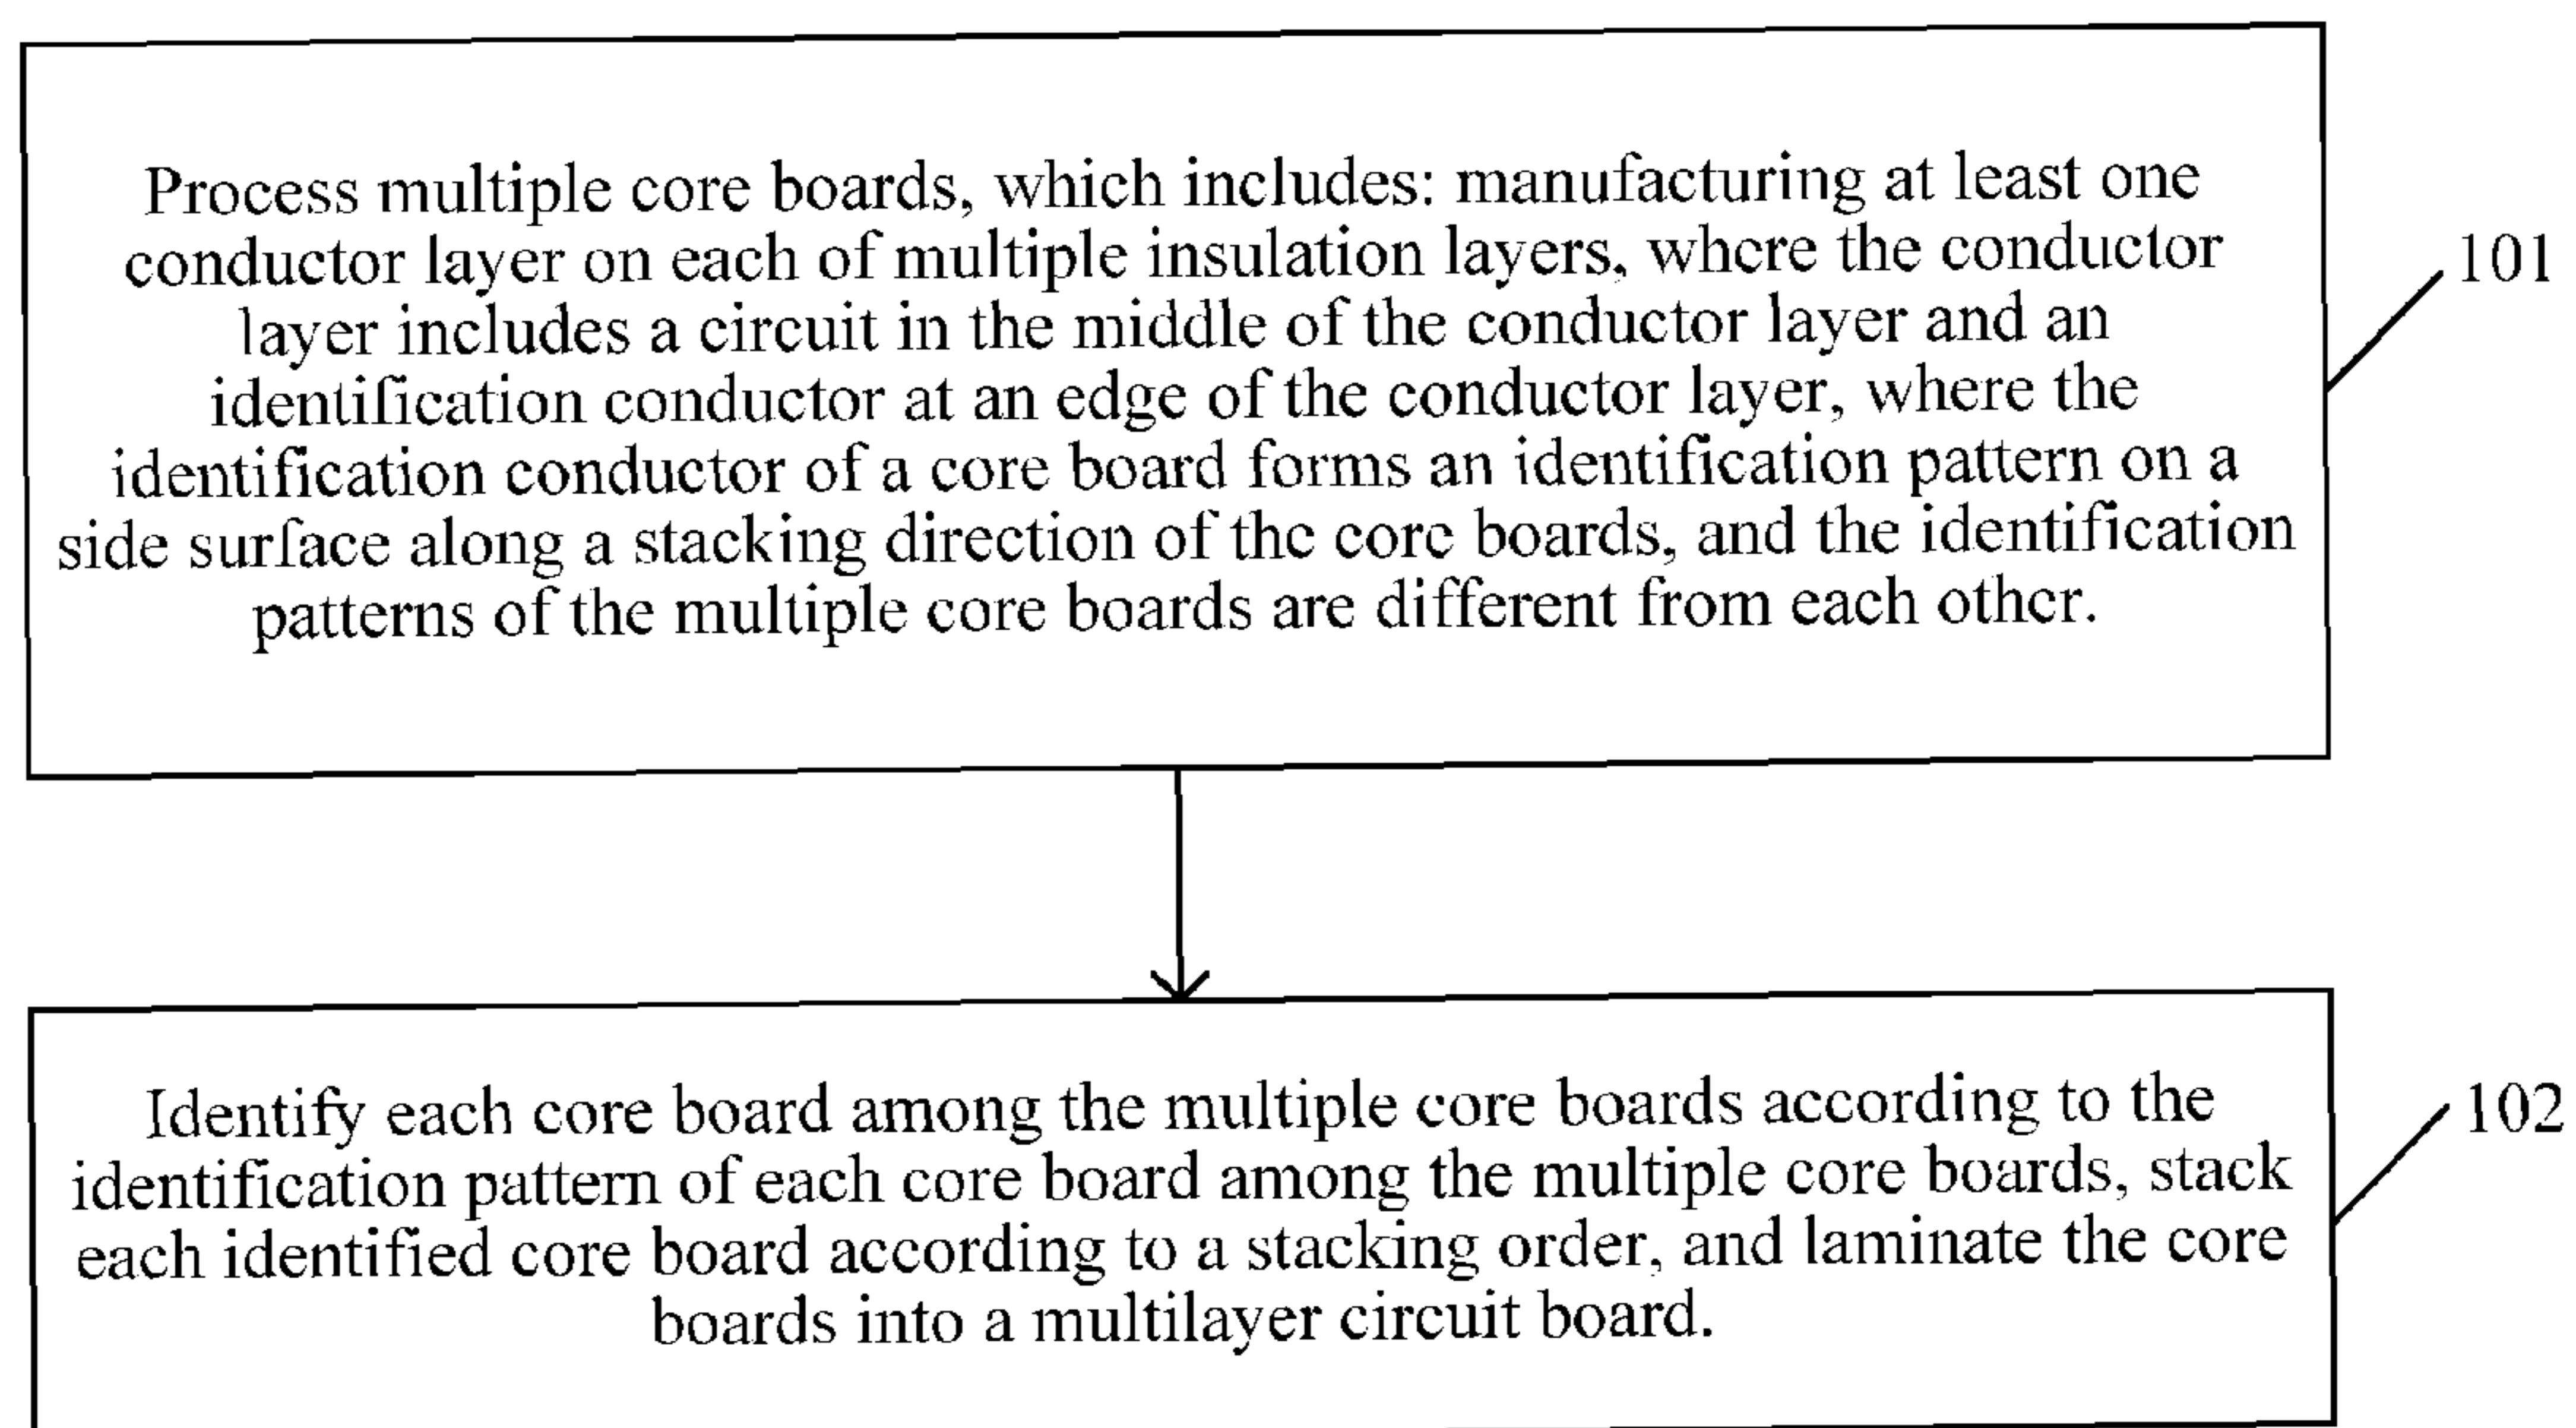 Process multiple core boards, which includes: manufacturing at least one
conductor layer on each of multiple insulation layers, where the conductor
layer includes a circuit in the middle of the conductor layer and an
identification conductor at an edge of the conductor layer, where the
identification conductor of a core board forms an identification pattern on a
side surface along a stacking direction of the core boards, and the identification
patterns of the multiple core boards are different from each other.
101
Identify each core board among the multiple core boards according to the
identification pattern of each core board among the multiple core boards, stack
each identified core board according to a stacking order, and laminate the core
boards into a multilayer circuit board.
102